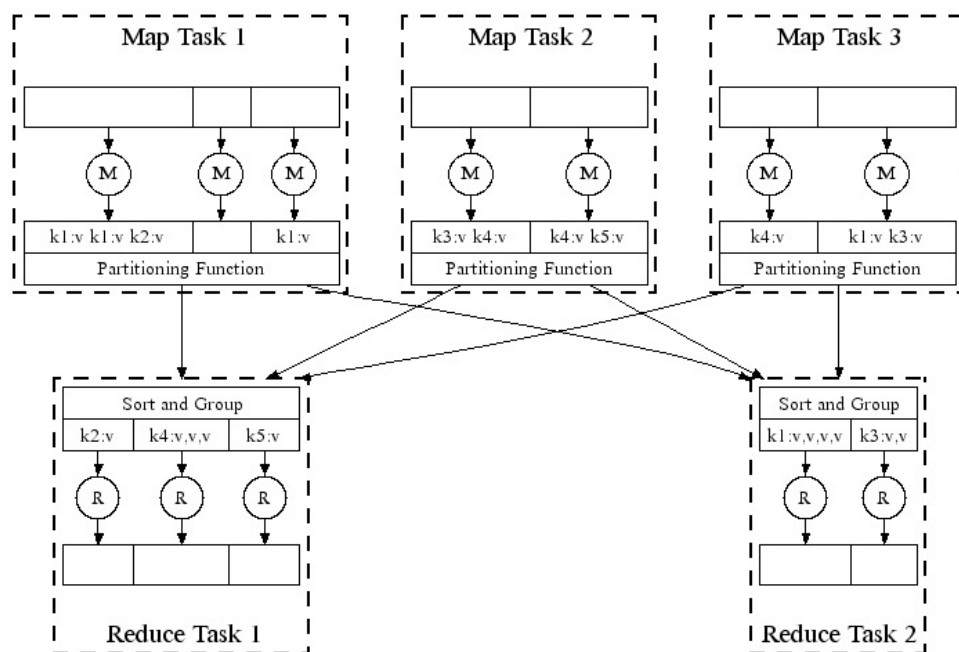 Map Task 1 Map Task 2 Map Task 3
M M M M M M M
k1:v k1:v k2:v k1:v k3:v k4:v k4:v k5:v k4:v k1:v k3:v
Partitioning Function Partitioning Function Partitioning Function
Sort and Group Sort and Group
k2:v k4:v,v,v k5:v k1:v,v,v,v k3:v,v
R R R R R
Reduce Task 1 Reduce Task 2